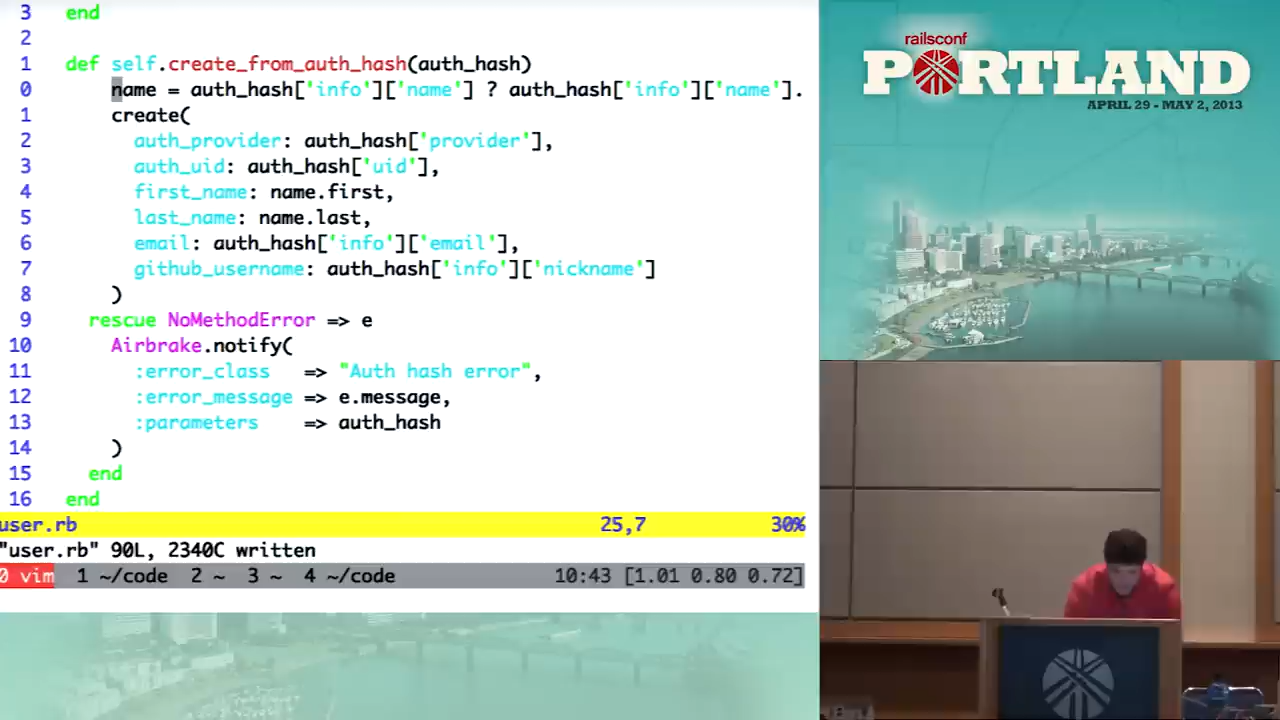 3   end
2
1   def self.create_from_auth_hash(auth_hash)
0       name = auth_hash['info']['name'] ? auth_hash['info']['name'].
1       create(
2         auth_provider: auth_hash['provider'],
3         auth_uid: auth_hash['uid'],
4         first_name: name.first,
5         last_name: name.last,
6         email: auth_hash['info']['email'],
7         github_username: auth_hash['info']['nickname']
8       )
9     rescue NoMethodError => e
10      Airbrake.notify(
11        :error_class   => "Auth hash error",
12        :error_message => e.message,
13        :parameters    => auth_hash
14      )
15    end
16  end
user.rb 25,7 30%
"user.rb" 90L, 2340C written
0 vim 1 ~/code 2 ~ 3 ~ 4 ~/code 10:43 [1.01 0.80 0.72]
railsconf
PORTLAND
APRIL 29 - MAY 2, 2013